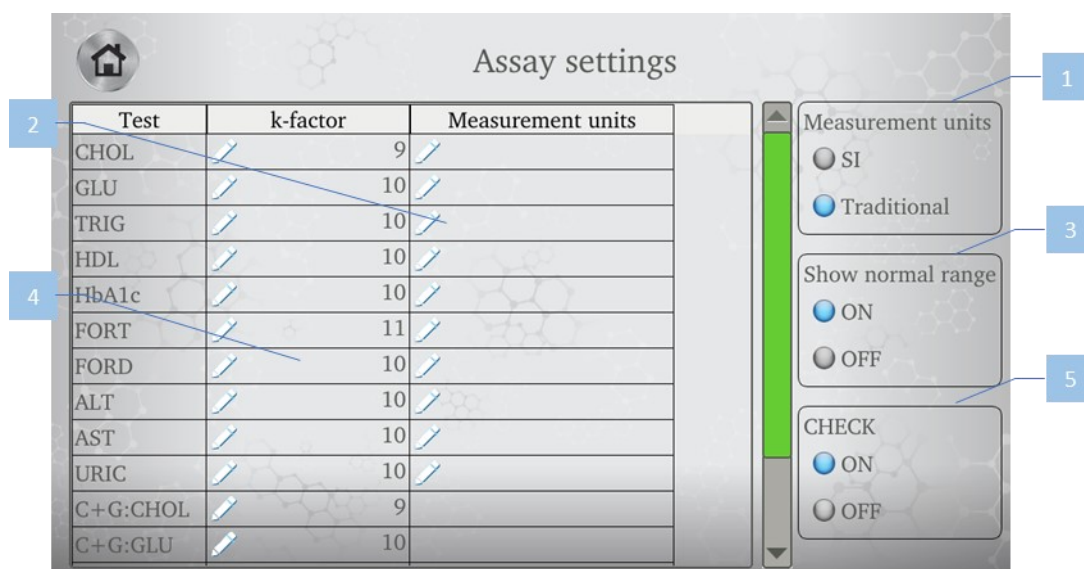 Assay settings
1
2
3
4
5
Test k-factor Measurement units
CHOL 9
GLU 10
TRIG 10
HDL 10
HbA1c 10
FORT 11
FORD 10
ALT 10
AST 10
URIC 10
C+G:CHOL 9
C+G:GLU 10
Measurement units
SI
Traditional
Show normal range
ON
OFF
CHECK
ON
OFF